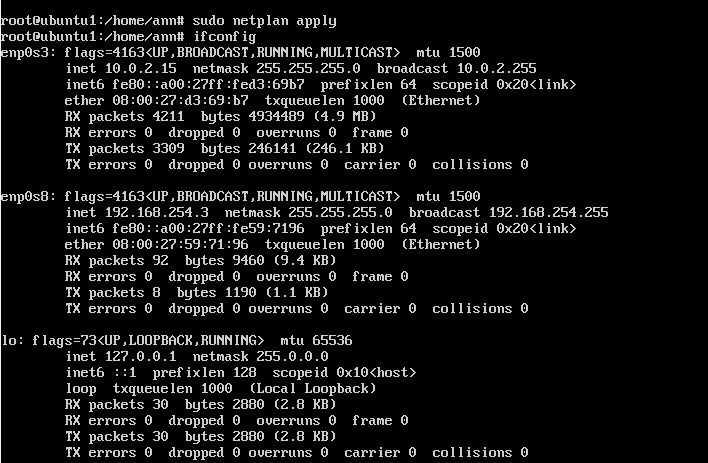 root@ubuntu1:/home/ann# sudo netplan apply
root@ubuntu1:/home/ann# ifconfig
enp0s3: flags=4163<UP,BROADCAST,RUNNING,MULTICAST>  mtu 1500
        inet 10.0.2.15  netmask 255.255.255.0  broadcast 10.0.2.255
        inet6 fe80::a00:27ff:fed3:69b7  prefixlen 64  scopeid 0x20<link>
        ether 08:00:27:d3:69:b7  txqueuelen 1000  (Ethernet)
        RX packets 4211  bytes 4934489 (4.9 MB)
        RX errors 0  dropped 0  overruns 0  frame 0
        TX packets 3309  bytes 246141 (246.1 KB)
        TX errors 0  dropped 0 overruns 0  carrier 0  collisions 0

enp0s8: flags=4163<UP,BROADCAST,RUNNING,MULTICAST>  mtu 1500
        inet 192.168.254.3  netmask 255.255.255.0  broadcast 192.168.254.255
        inet6 fe80::a00:27ff:fe59:7196  prefixlen 64  scopeid 0x20<link>
        ether 08:00:27:59:71:96  txqueuelen 1000  (Ethernet)
        RX packets 92  bytes 9460 (9.4 KB)
        RX errors 0  dropped 0  overruns 0  frame 0
        TX packets 8  bytes 1190 (1.1 KB)
        TX errors 0  dropped 0 overruns 0  carrier 0  collisions 0

lo: flags=73<UP,LOOPBACK,RUNNING>  mtu 65536
        inet 127.0.0.1  netmask 255.0.0.0
        inet6 ::1  prefixlen 128  scopeid 0x10<host>
        loop  txqueuelen 1000  (Local Loopback)
        RX packets 30  bytes 2880 (2.8 KB)
        RX errors 0  dropped 0  overruns 0  frame 0
        TX packets 30  bytes 2880 (2.8 KB)
        TX errors 0  dropped 0 overruns 0  carrier 0  collisions 0